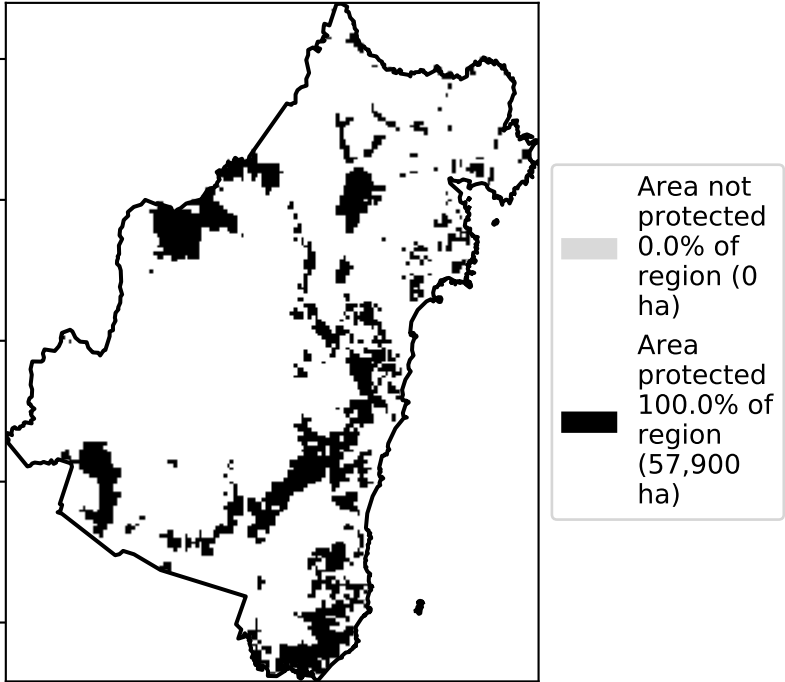 Area not
protected
0.0% of
region (0
ha)
Area
protected
100.0% of
region
(57,900
ha)